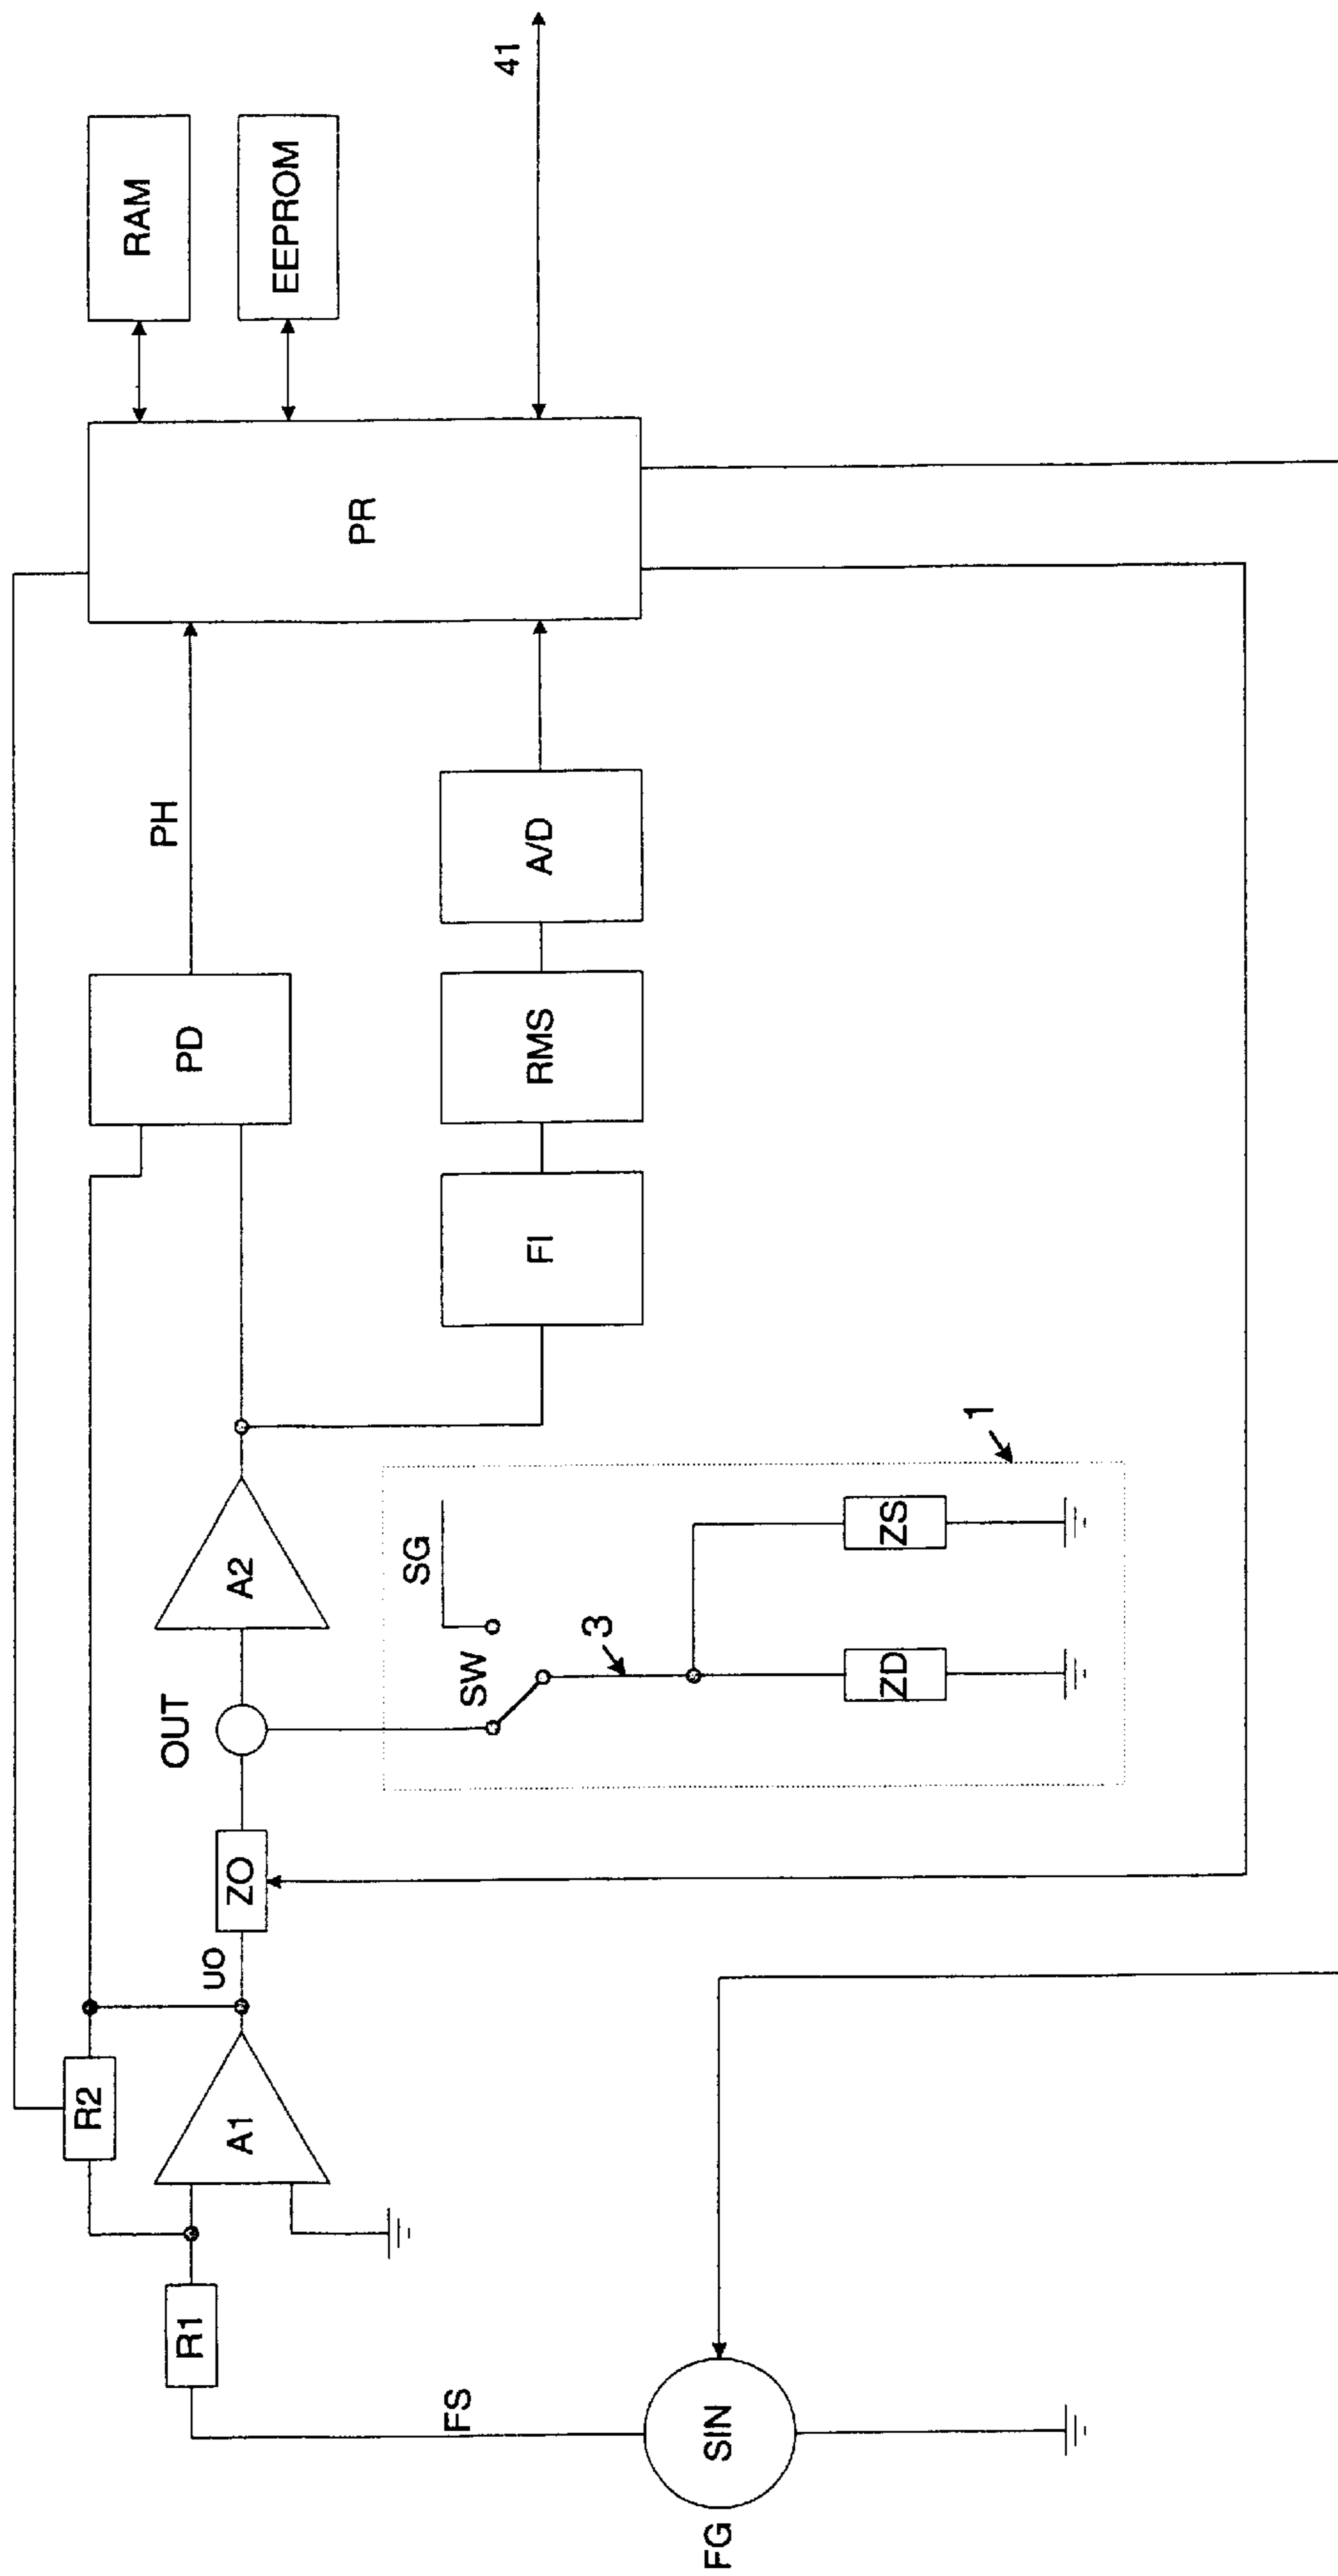 41
RAM
EEPROM
PR
PH
A/D
PD
RMS
FI
1
A2
SG
ZS
3
SW
OUT
ZD
ZO
UO
R2
A1
R1
FS
SIN
FG